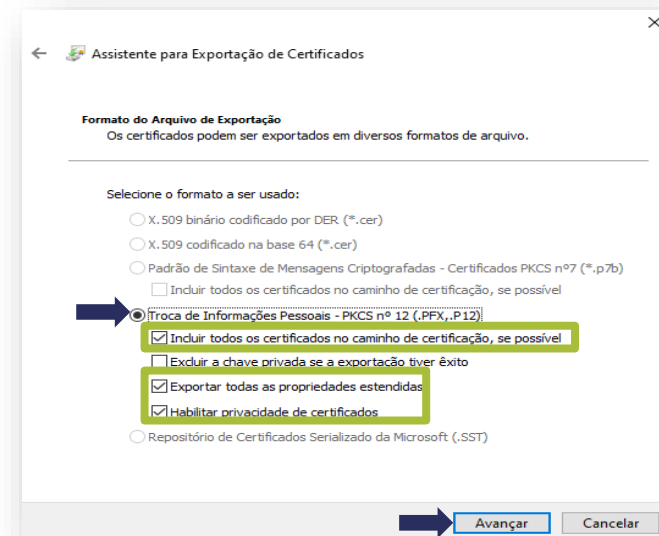 Assistente para Exportação de Certificados
Formato do Arquivo de Exportação
Os certificados podem ser exportados em diversos formatos de arquivo.
Selecione o formato a ser usado:
X.509 binário codificado por DER (*.cer)
X.509 codificado na base 64 (*.cer)
Padrão de Sintaxe de Mensagens Criptografadas - Certificados PKCS nº7 (*.p7b)
Incluir todos os certificados no caminho de certificação, se possível
Troca de Informações Pessoais - PKCS nº 12 (.PFX,.P12)
Incluir todos os certificados no caminho de certificação, se possível
Excluir a chave privada se a exportação tiver êxito
Exportar todas as propriedades estendidas
Habilitar privacidade de certificados
Repositório de Certificados Serializado da Microsoft (.SST)
Avançar
Cancelar